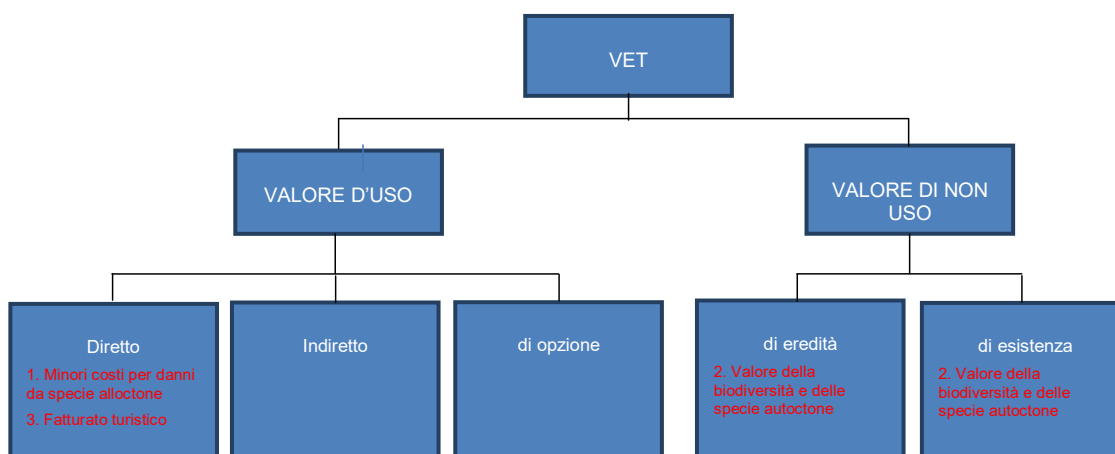 VET
VALORE D'USO
VALORE DI NON
USO
Diretto
1. Minori costi per danni
da specie alloctone
3. Fatturato turistico
Indiretto
di opzione
di eredità
2. Valore della
biodiversità e delle
specie autoctone
di esistenza
2. Valore della
biodiversità e delle
specie autoctone